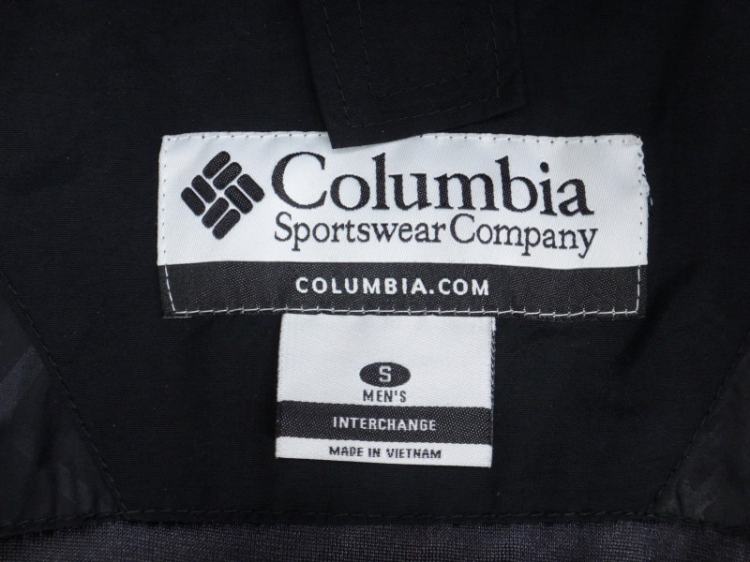 Columbia
Sportswear Company
COLUMBIA.COM
S
MEN'S
INTERCHANGE
MADE IN VIETNAM